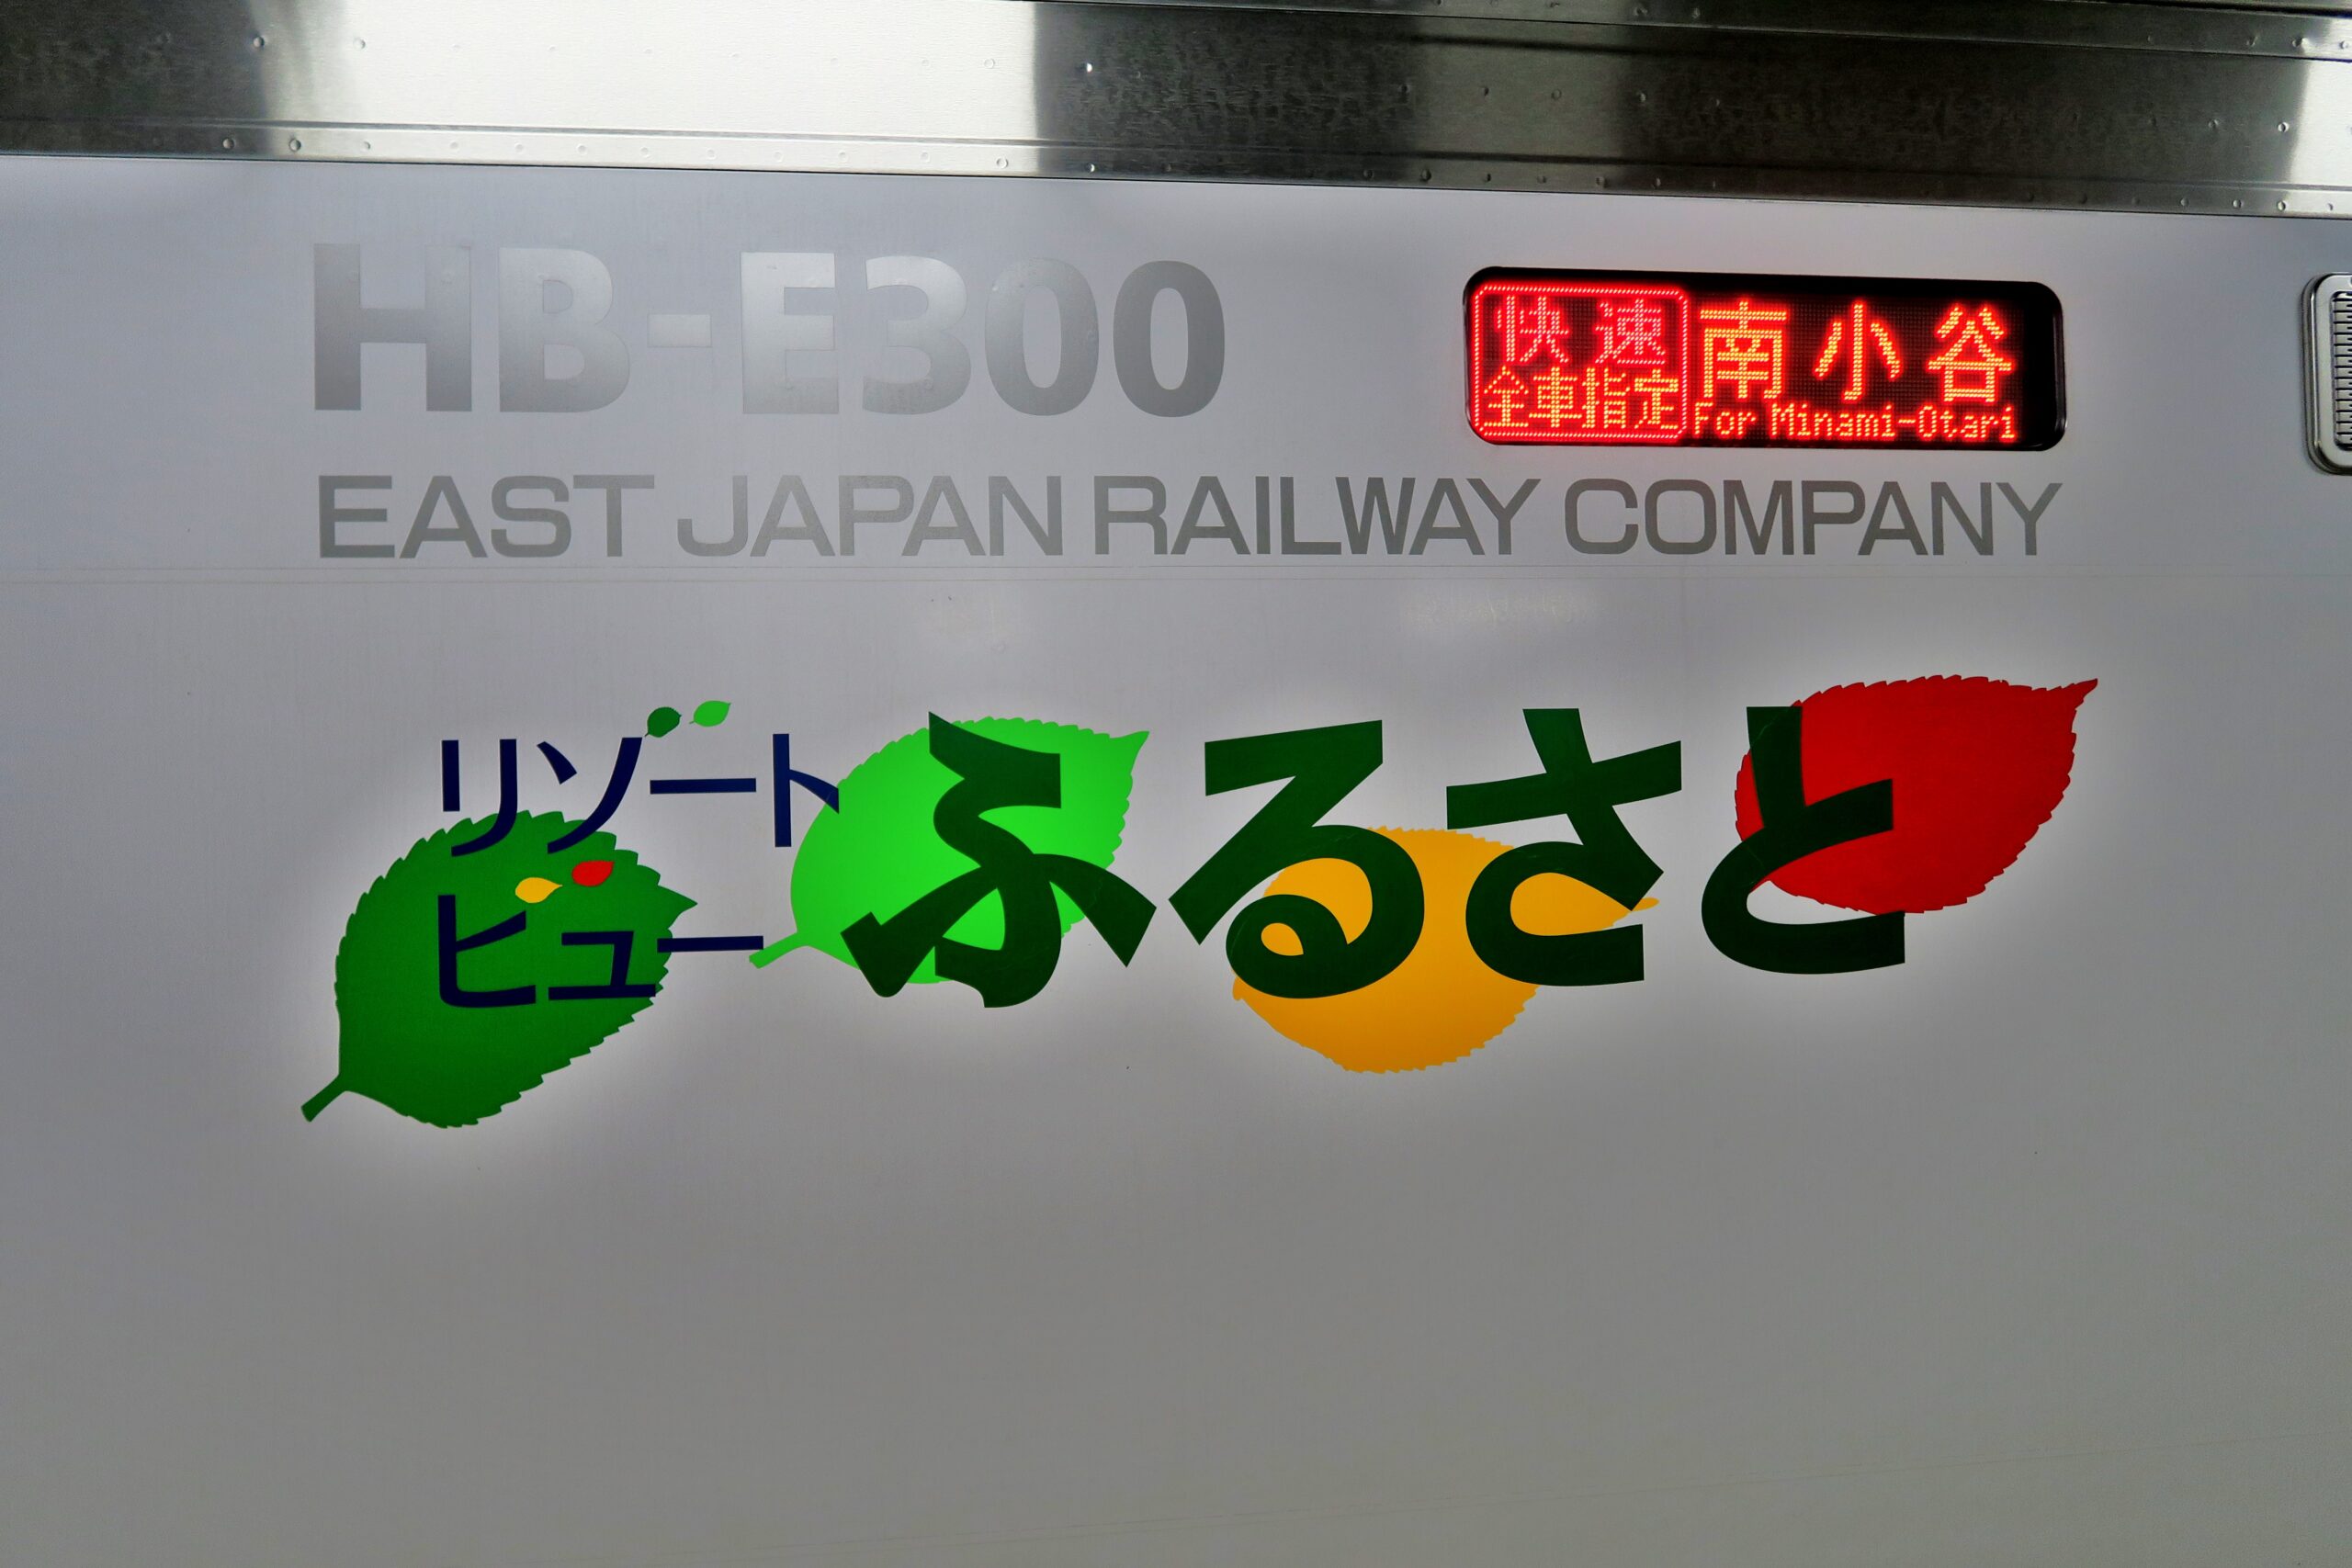 HB-E300
快速 南小谷
全車指定 For Minami-Otari
EAST JAPAN RAILWAY COMPANY
リゾート
ビュー
ふるさと